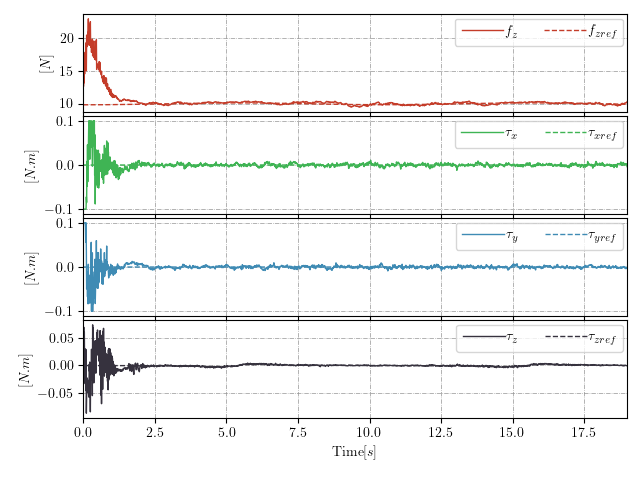 [N]
20
15
10
f_z f_zref
[N.m]
0.1
0.0
−0.1
τ_x τ_xref
[N.m]
0.1
0.0
−0.1
τ_y τ_yref
[N.m]
0.05
0.00
−0.05
τ_z τ_zref
0.0 2.5 5.0 7.5 10.0 12.5 15.0 17.5
Time[s]